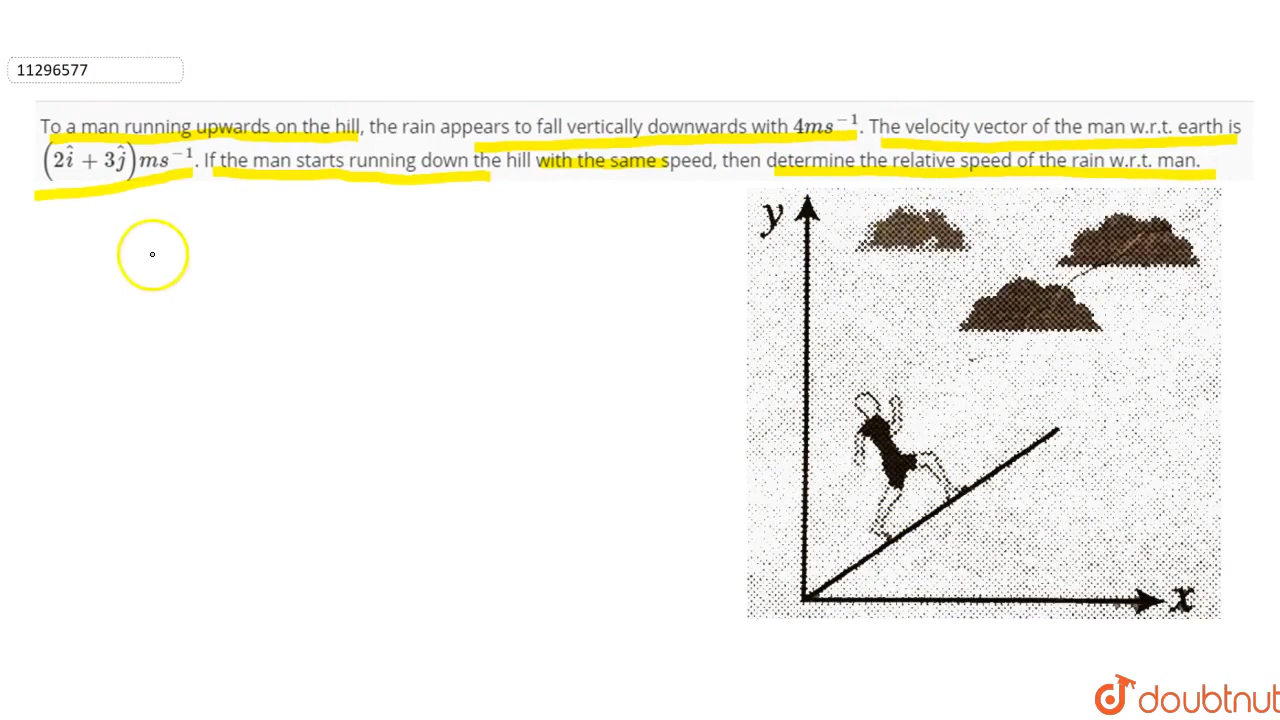 11296577
To a man running upwards on the hill, the rain appears to fall vertically downwards with 4ms⁻¹. The velocity vector of the man w.r.t. earth is
(2î + 3ĵ)ms⁻¹. If the man starts running down the hill with the same speed, then determine the relative speed of the rain w.r.t. man.
y
x
doubtnut